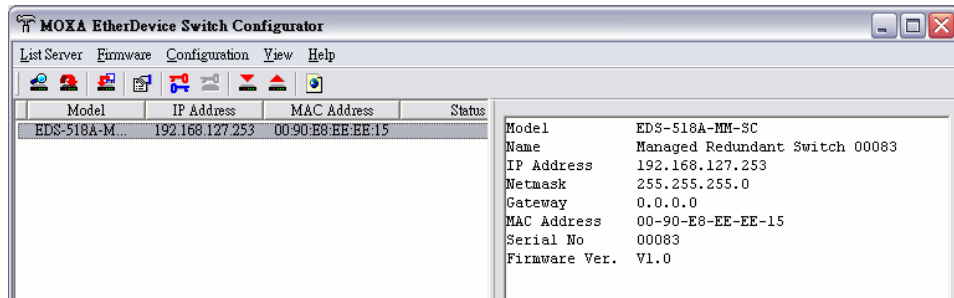 MOXA EtherDevice Switch Configurator
List Server Firmware Configuration View Help
Model IP Address MAC Address Status
EDS-518A-M... 192.168.127.253 00:90:E8:EE:EE:15
Model EDS-518A-MM-SC
Name Managed Redundant Switch 00083
IP Address 192.168.127.253
Netmask 255.255.255.0
Gateway 0.0.0.0
MAC Address 00-90-E8-EE-EE-15
Serial No 00083
Firmware Ver. V1.0